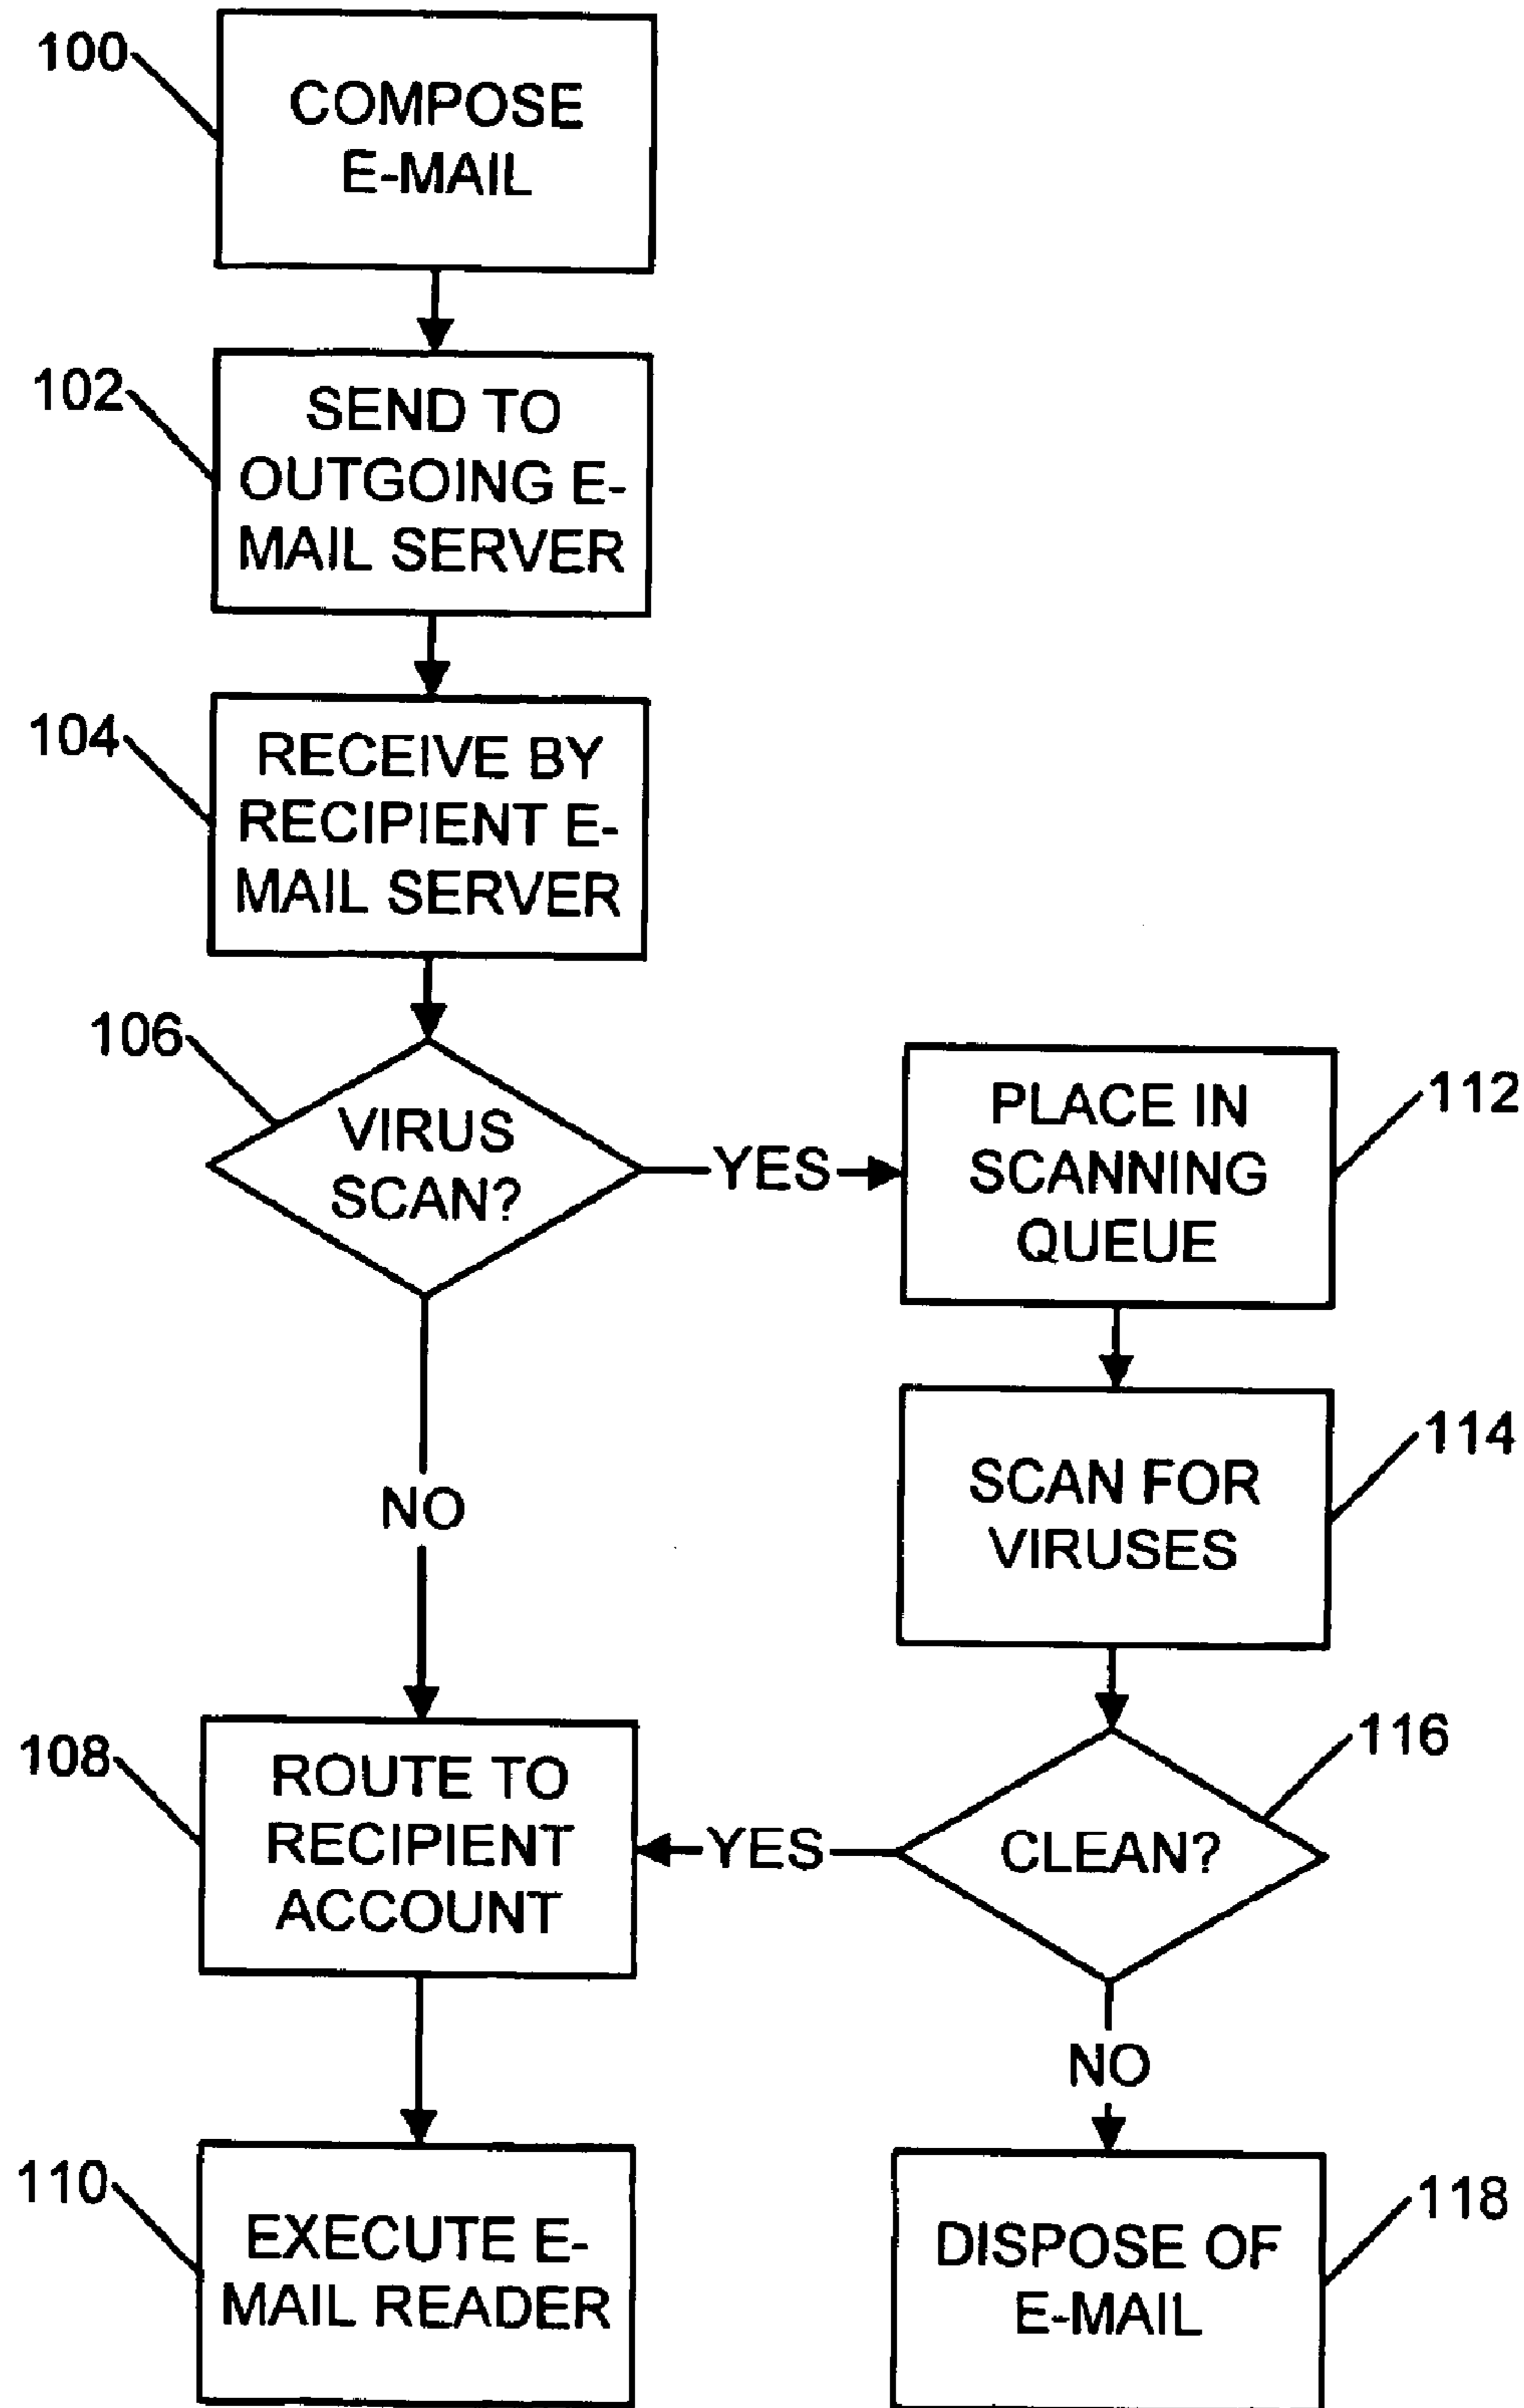 100
COMPOSE
E-MAIL
102
SEND TO
OUTGOING E-
MAIL SERVER
104
RECEIVE BY
RECIPIENT E-
MAIL SERVER
106
VIRUS
SCAN?
YES
PLACE IN
SCANNING
QUEUE
112
SCAN FOR
VIRUSES
114
NO
108
ROUTE TO
RECIPIENT
ACCOUNT
YES
CLEAN?
116
NO
110
EXECUTE E-
MAIL READER
DISPOSE OF
E-MAIL
118